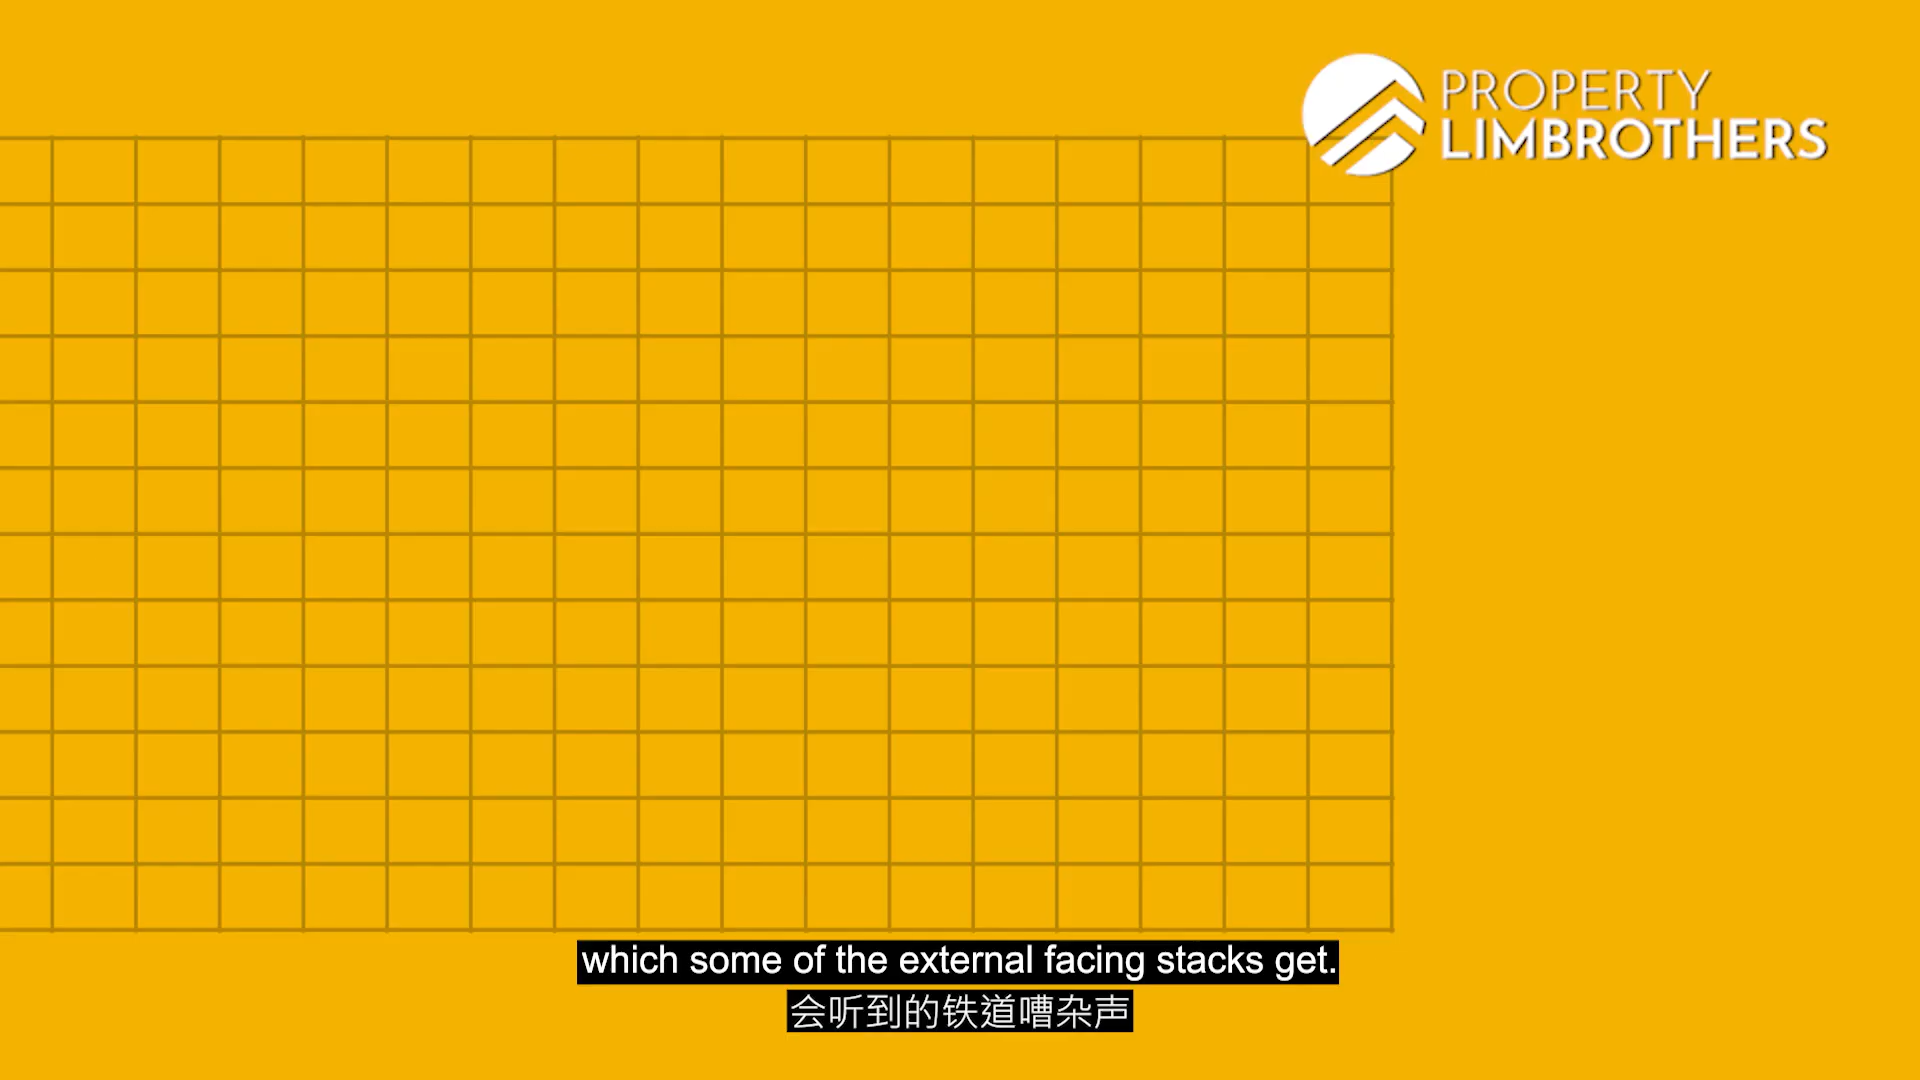 PROPERTY
LIMBROTHERS
which some of the external facing stacks get.
会听到的铁道嘈杂声